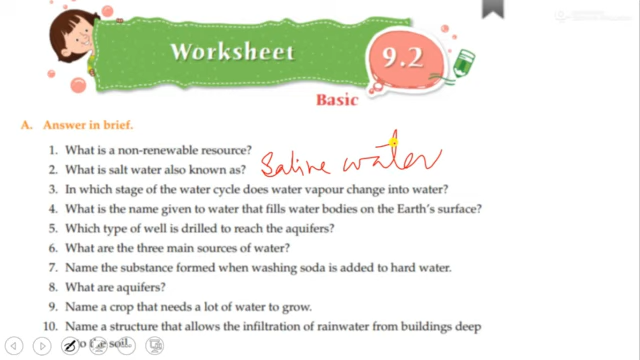 Worksheet 9.2
Basic
A. Answer in brief.
1. What is a non-renewable resource?
2. What is salt water also known as? Saline water
3. In which stage of the water cycle does water vapour change into water?
4. What is the name given to water that fills water bodies on the Earth's surface?
5. Which type of well is drilled to reach the aquifers?
6. What are the three main sources of water?
7. Name the substance formed when washing soda is added to hard water.
8. What are aquifers?
9. Name a crop that needs a lot of water to grow.
10. Name a structure that allows the infiltration of rainwater from buildings deep
the soil.